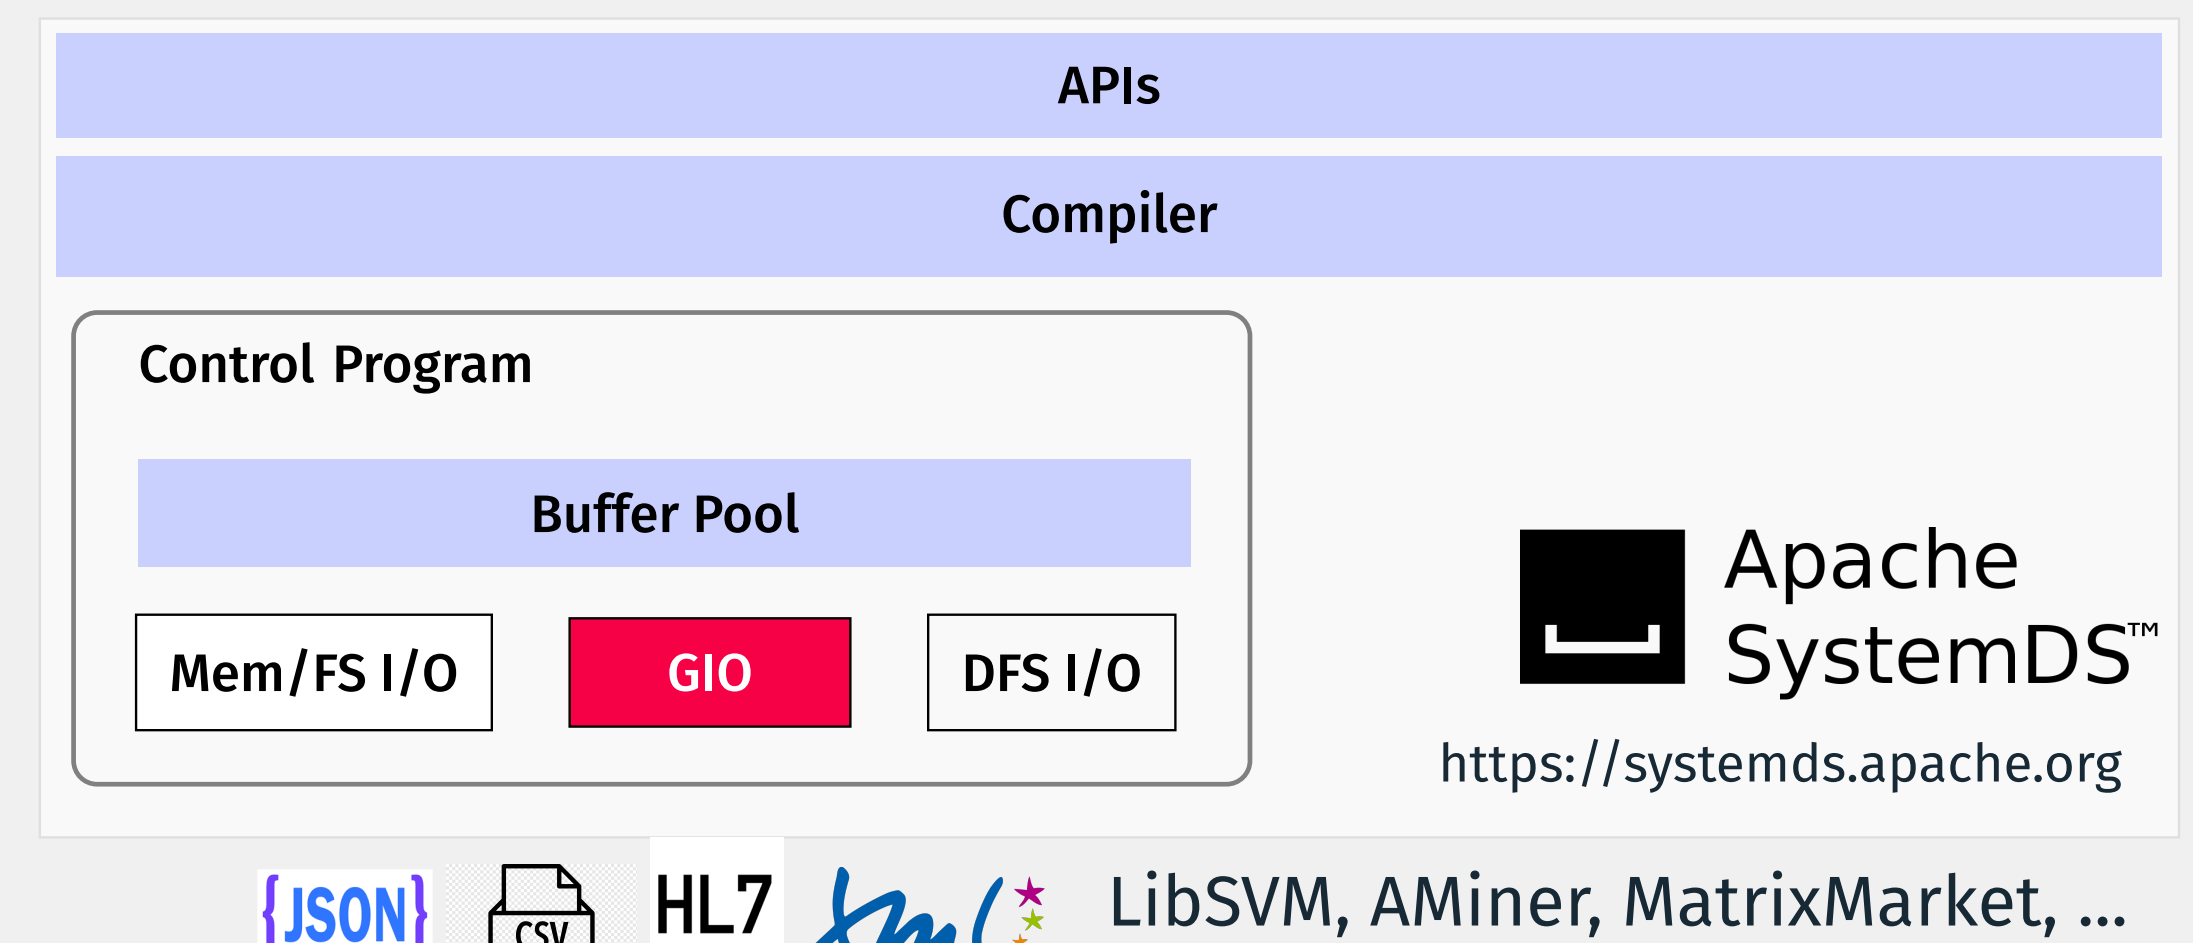 APIs
Compiler
Control Program
Buffer Pool
Mem/FS I/O
GIO
DFS I/O
Apache
SystemDS™
https://systemds.apache.org
{JSON}
CSV
HL7
xml
LibSVM, AMiner, MatrixMarket, ...